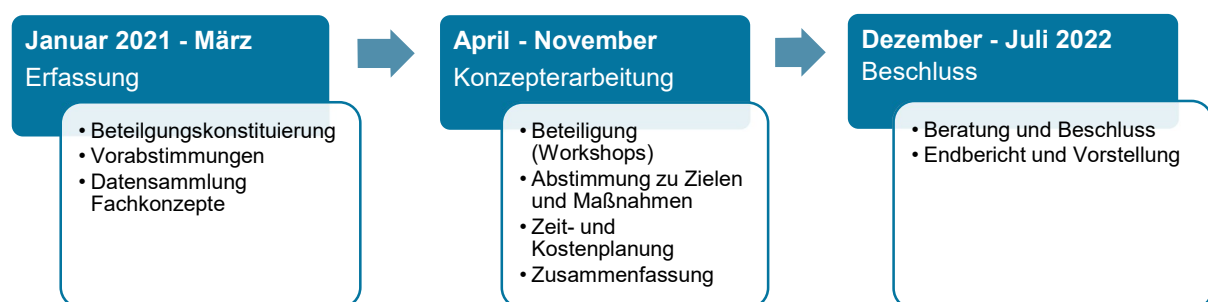 Januar 2021 - März
Erfassung
• Beteilgungskonstituierung
• Vorabstimmungen
• Datensammlung
Fachkonzepte
April - November
Konzepterarbeitung
• Beteiligung
(Workshops)
• Abstimmung zu Zielen
und Maßnahmen
• Zeit- und
Kostenplanung
• Zusammenfassung
Dezember - Juli 2022
Beschluss
• Beratung und Beschluss
• Endbericht und Vorstellung